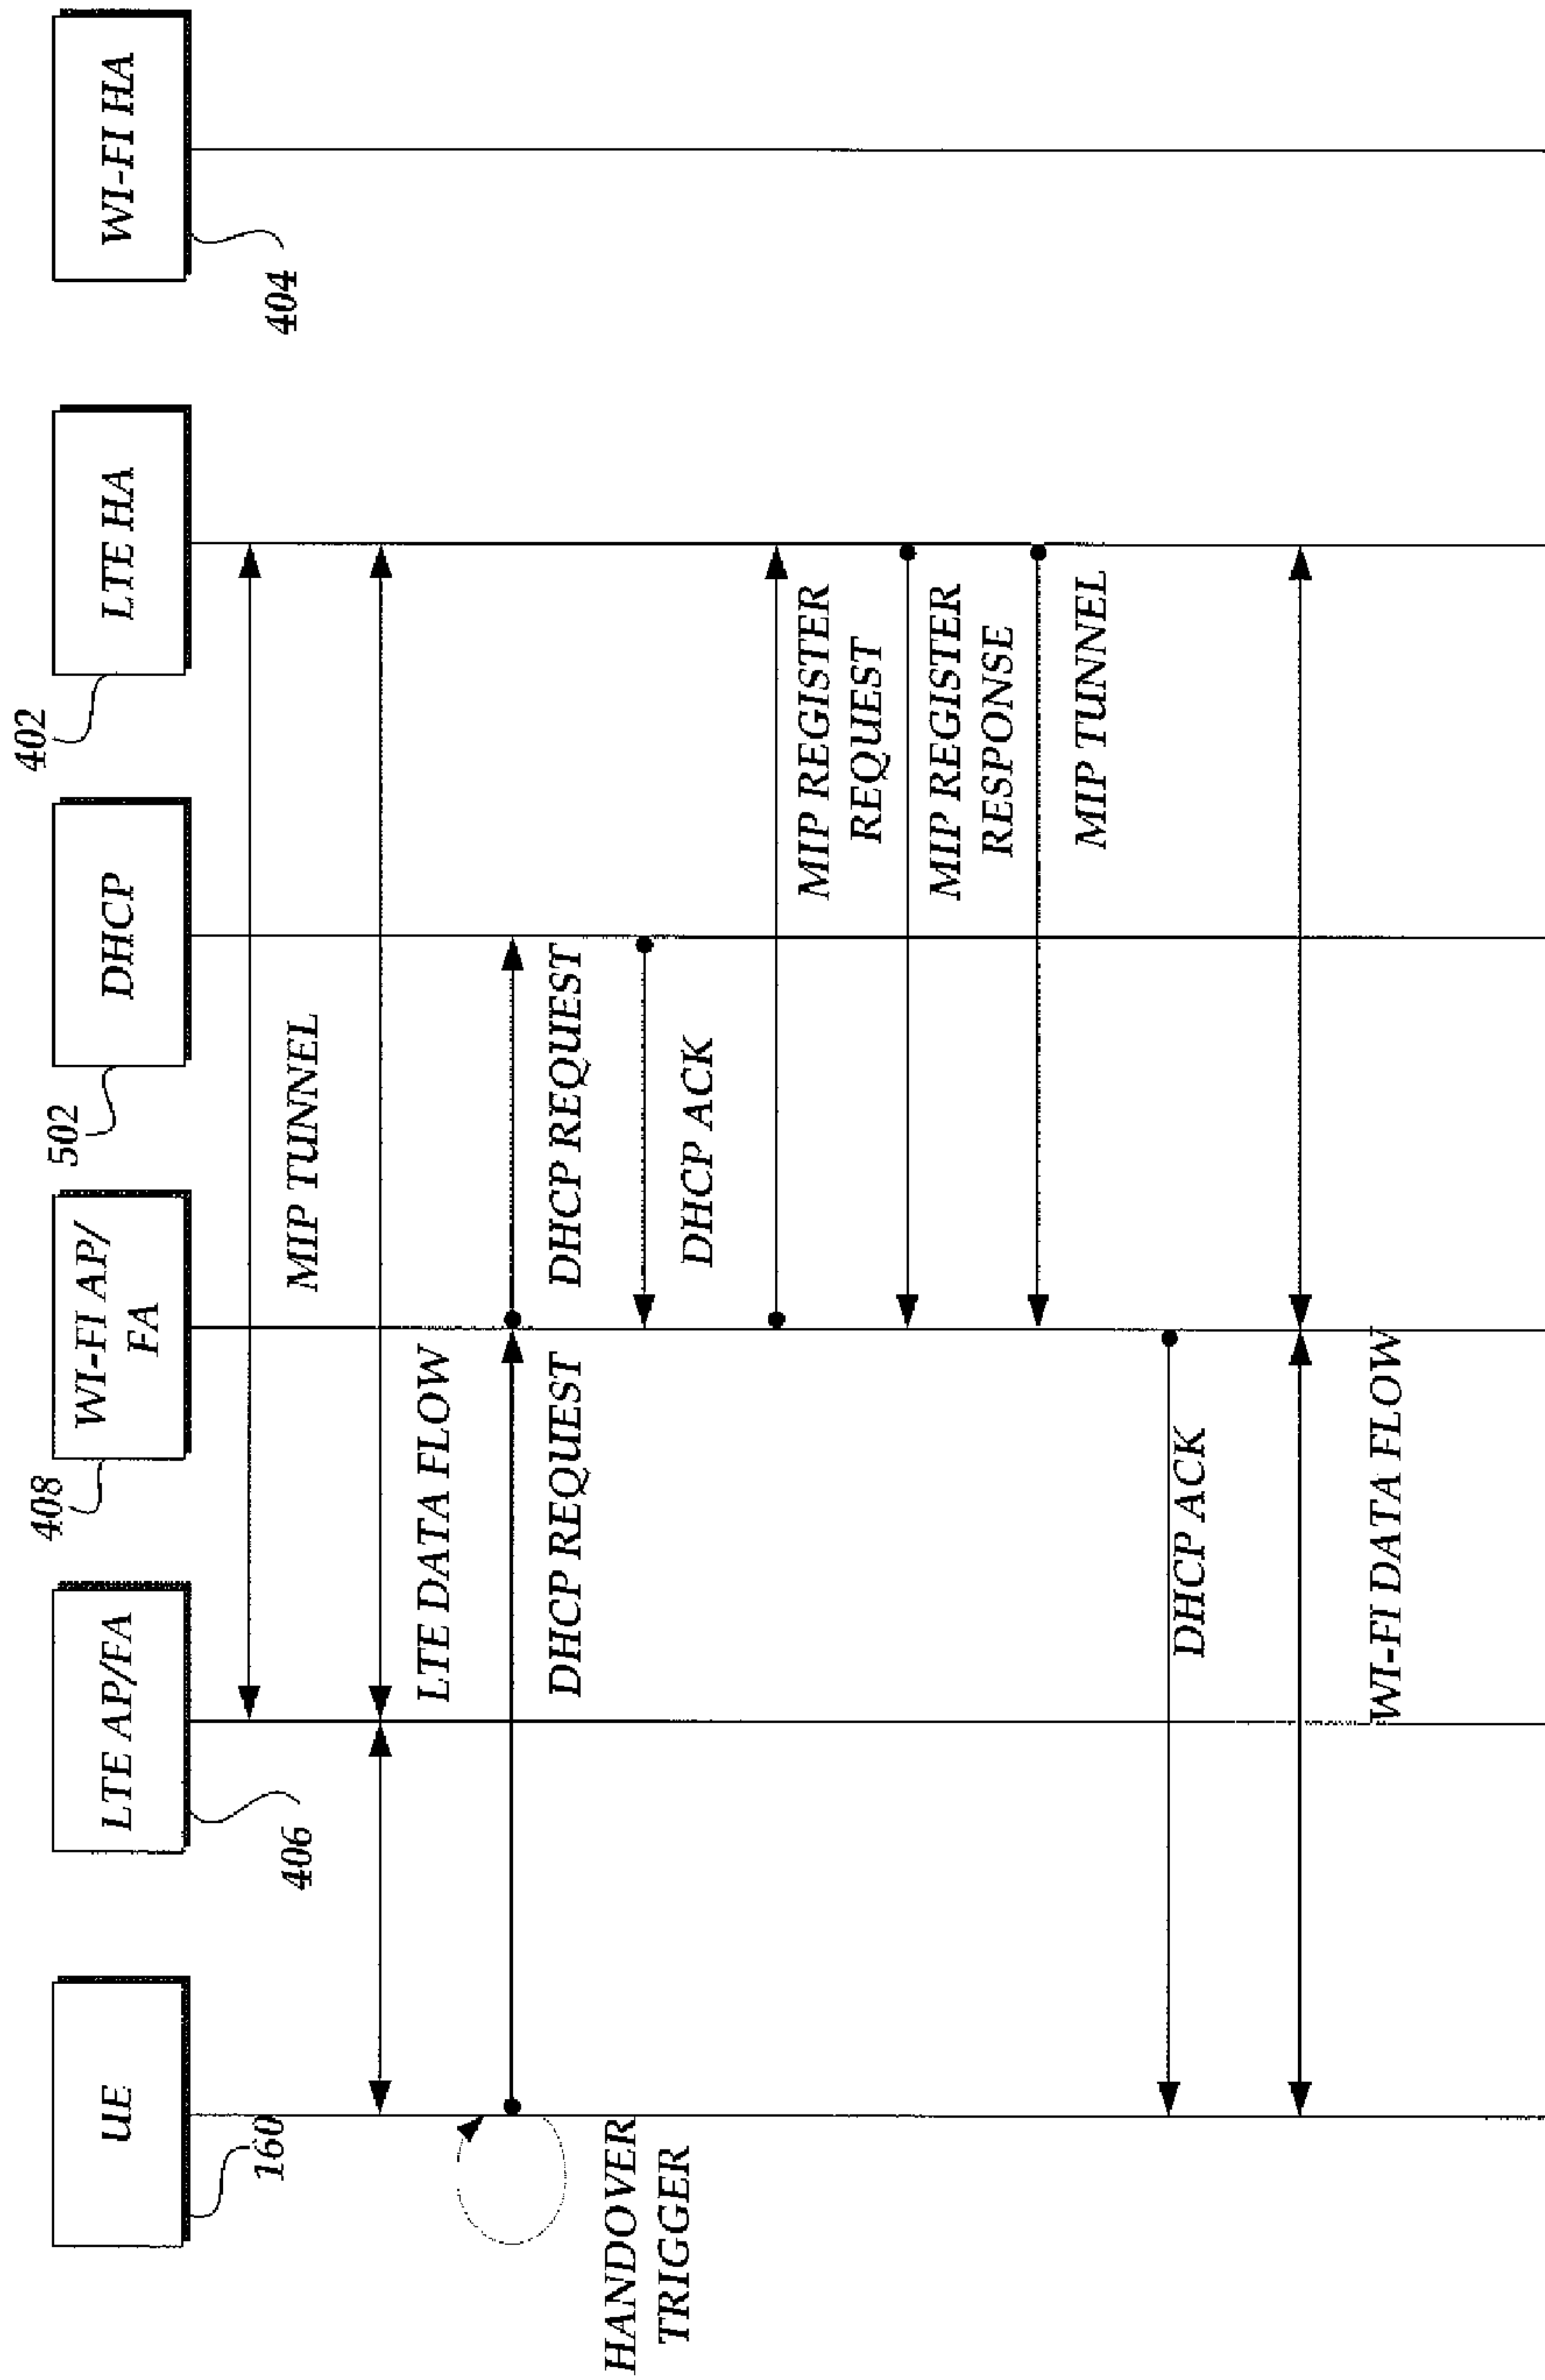 UE
160
LTE AP/FA
406
WI-FI AP/
FA
408
DHCP
502
LTE HA
402
WI-FI HA
404
MIP TUNNEL
LTE DATA FLOW
HANDOVER
TRIGGER
DHCP REQUEST
DHCP REQUEST
DHCP ACK
MIP REGISTER
REQUEST
MIP REGISTER
RESPONSE
MIP TUNNEL
DHCP ACK
WI-FI DATA FLOW